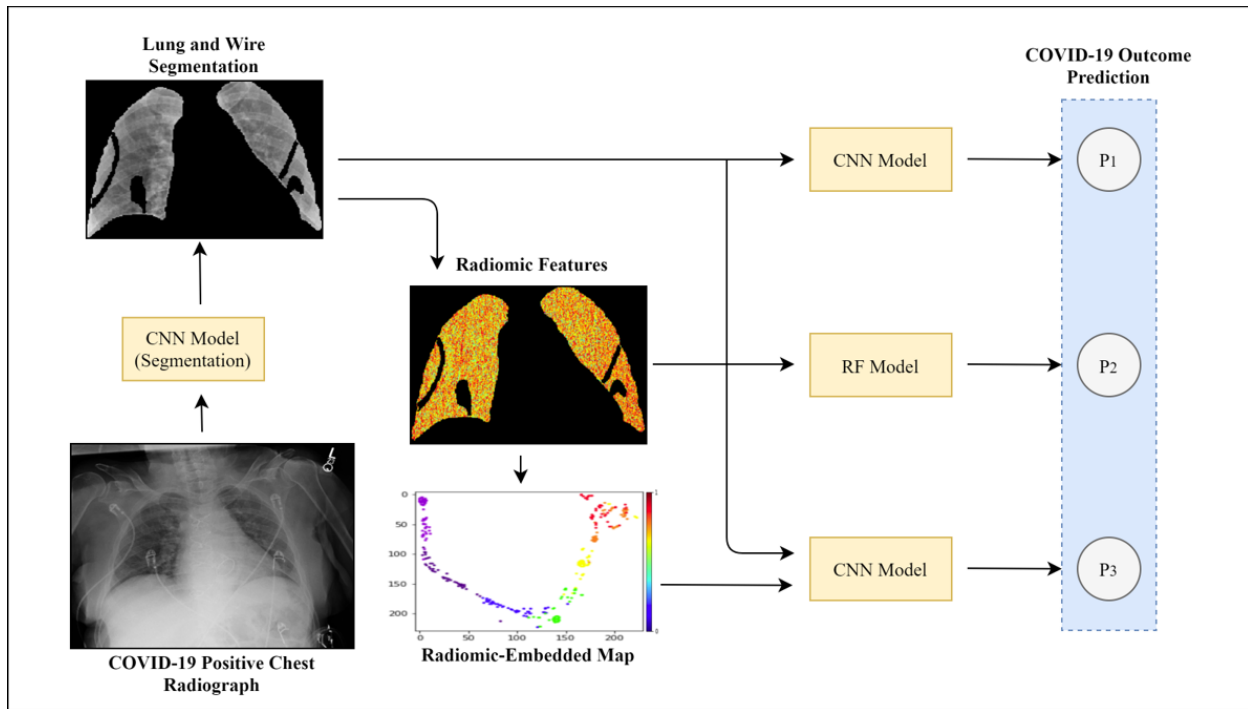 Lung and Wire
Segmentation
COVID-19 Outcome
Prediction
CNN Model
P1
Radiomic Features
CNN Model
(Segmentation)
RF Model
P2
0
50
100
150
200
0
50
100
150
200
1
0
CNN Model
P3
Radiomic-Embedded Map
COVID-19 Positive Chest
Radiograph